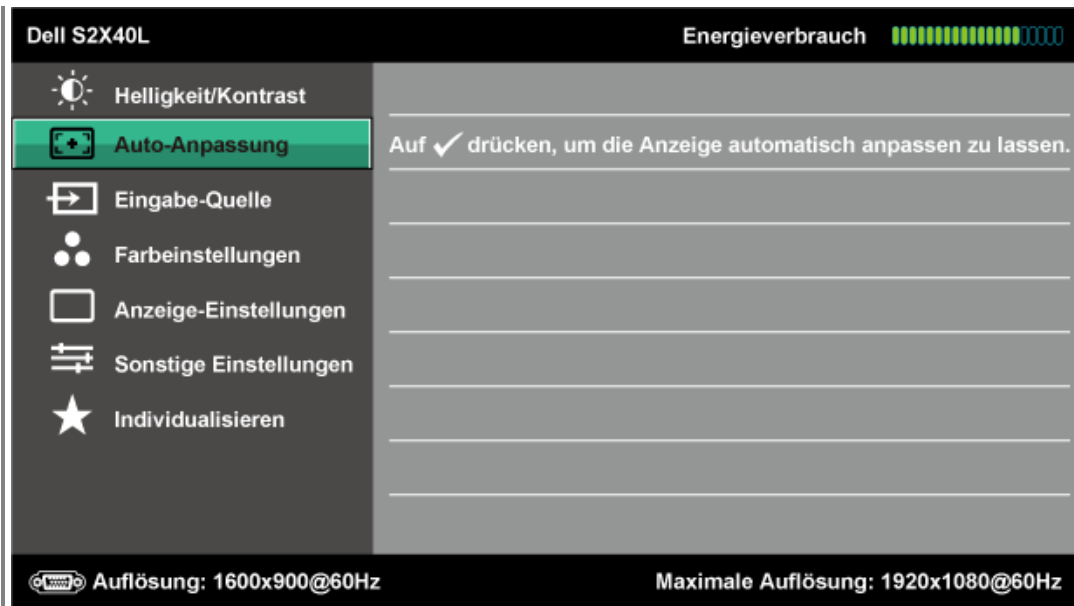 Dell S2X40L
Energieverbrauch
Helligkeit/Kontrast
Auto-Anpassung
Auf ✓ drücken, um die Anzeige automatisch anpassen zu lassen.
Eingabe-Quelle
Farbeinstellungen
Anzeige-Einstellungen
Sonstige Einstellungen
Individualisieren
Auflösung: 1600x900@60Hz
Maximale Auflösung: 1920x1080@60Hz